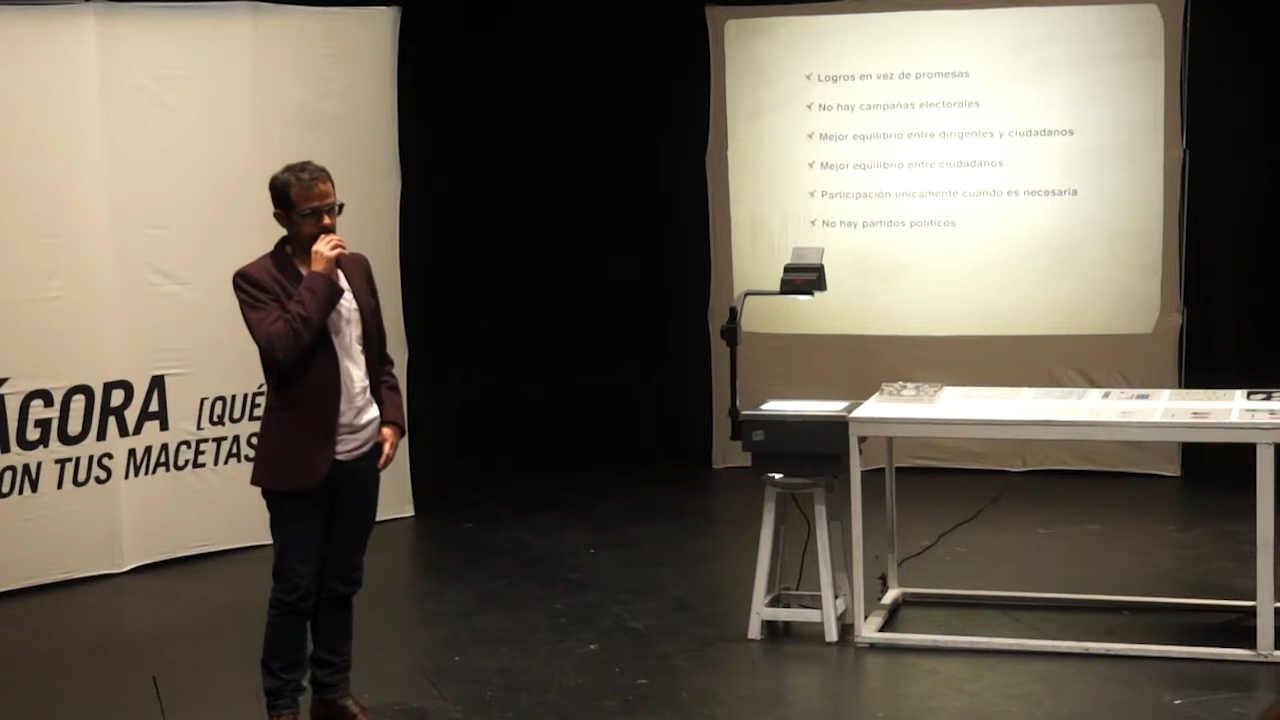 ÁGORA [QUÉ
ON TUS MACETAS
Logros en vez de promesas
No hay campañas electorales
Mejor equilibrio entre dirigentes y ciudadanos
Mejor equilibrio entre ciudadanos
Participación unicamente cuando es necesaria
No hay partidos politicos